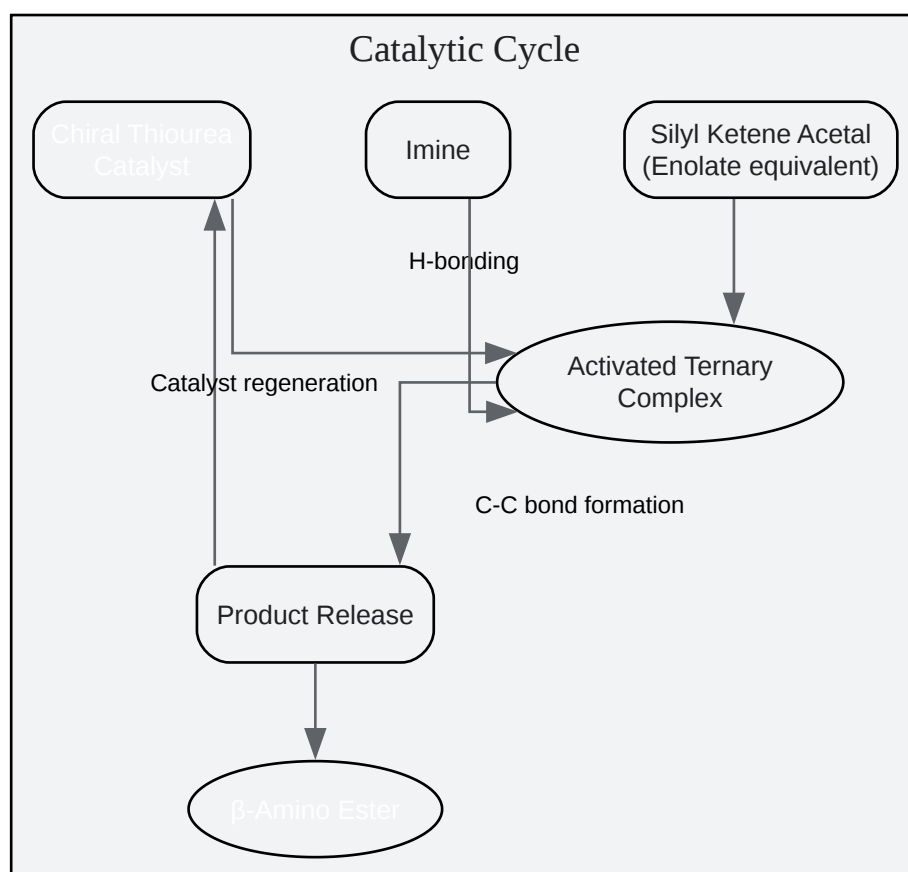 Catalytic Cycle
Chiral Thiourea
Catalyst
Imine
Silyl Ketene Acetal
(Enolate equivalent)
H-bonding
Activated Ternary
Complex
Catalyst regeneration
C-C bond formation
Product Release
β-Amino Ester